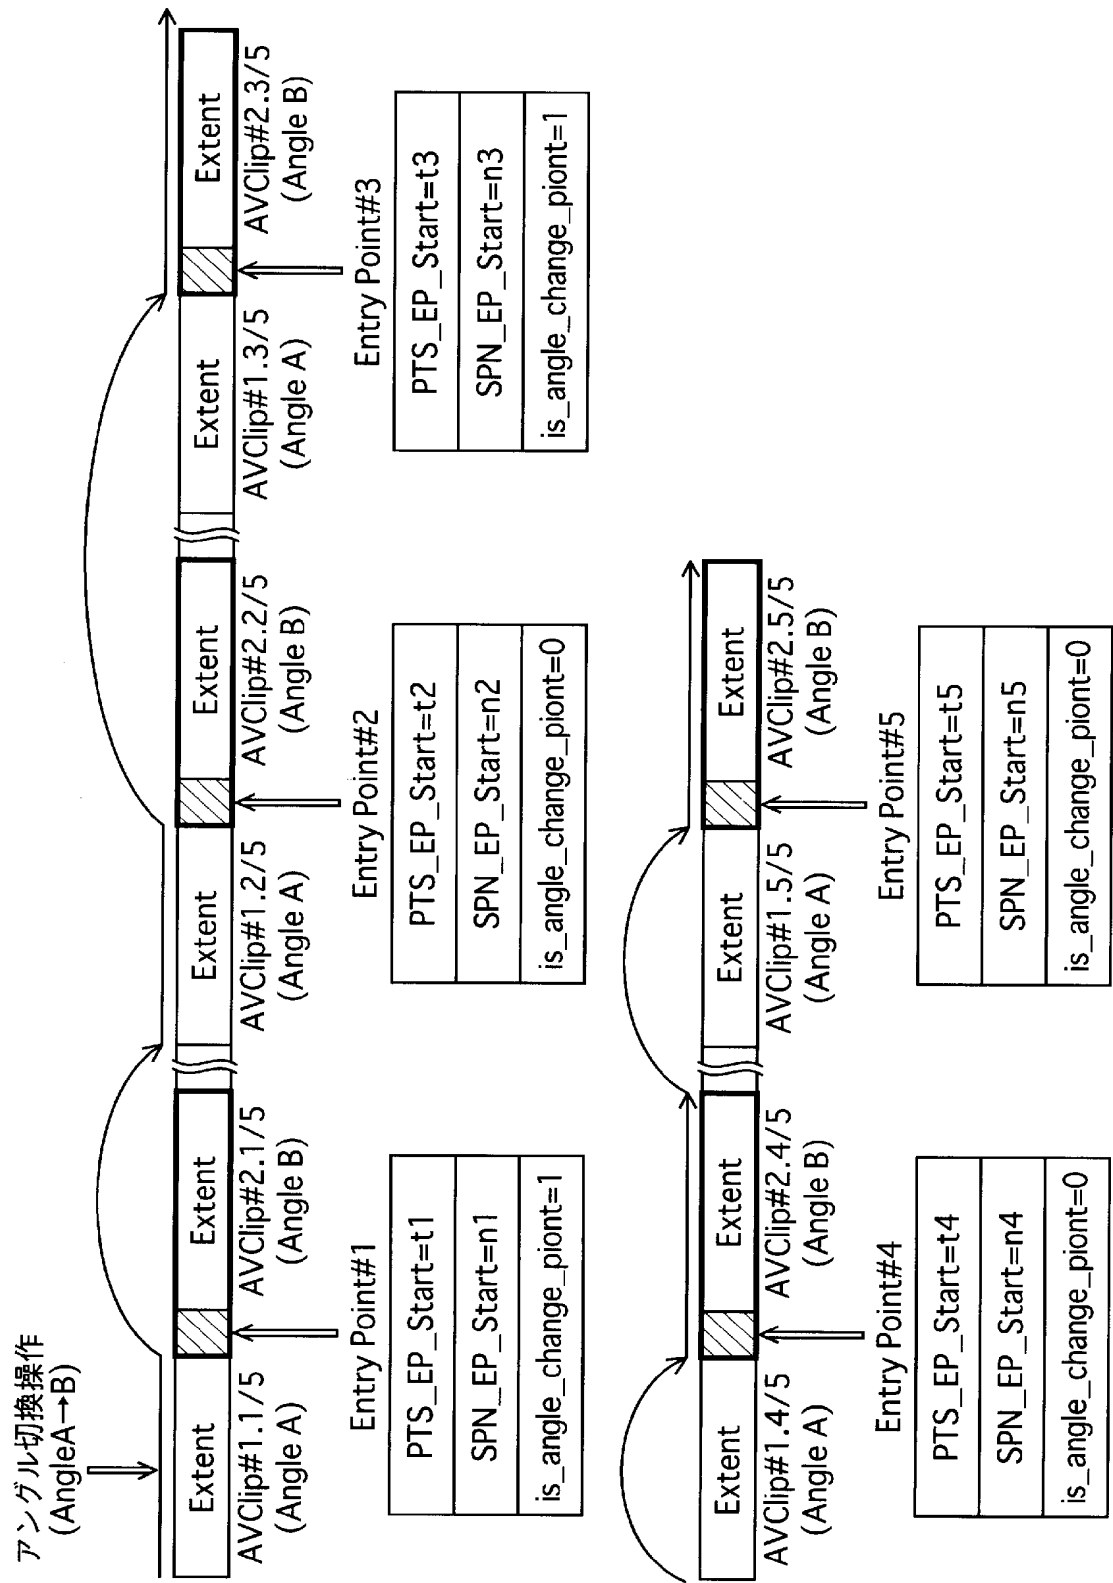 アングル切換操作
(AngleA→B)
Extent
Extent
Extent
Extent
Extent
Extent
AVClip#1.1/5
(Angle A)
AVClip#2.1/5
(Angle B)
AVClip#1.2/5
(Angle A)
AVClip#2.2/5
(Angle B)
AVClip#1.3/5
(Angle A)
AVClip#2.3/5
(Angle B)
Entry Point#1
PTS_EP_Start=t1
SPN_EP_Start=n1
is_angle_change_piont=1
Entry Point#2
PTS_EP_Start=t2
SPN_EP_Start=n2
is_angle_change_piont=0
Entry Point#3
PTS_EP_Start=t3
SPN_EP_Start=n3
is_angle_change_piont=1
Extent
Extent
Extent
Extent
AVClip#1.4/5
(Angle A)
AVClip#2.4/5
(Angle B)
AVClip#1.5/5
(Angle A)
AVClip#2.5/5
(Angle B)
Entry Point#4
PTS_EP_Start=t4
SPN_EP_Start=n4
is_angle_change_piont=0
Entry Point#5
PTS_EP_Start=t5
SPN_EP_Start=n5
is_angle_change_piont=0